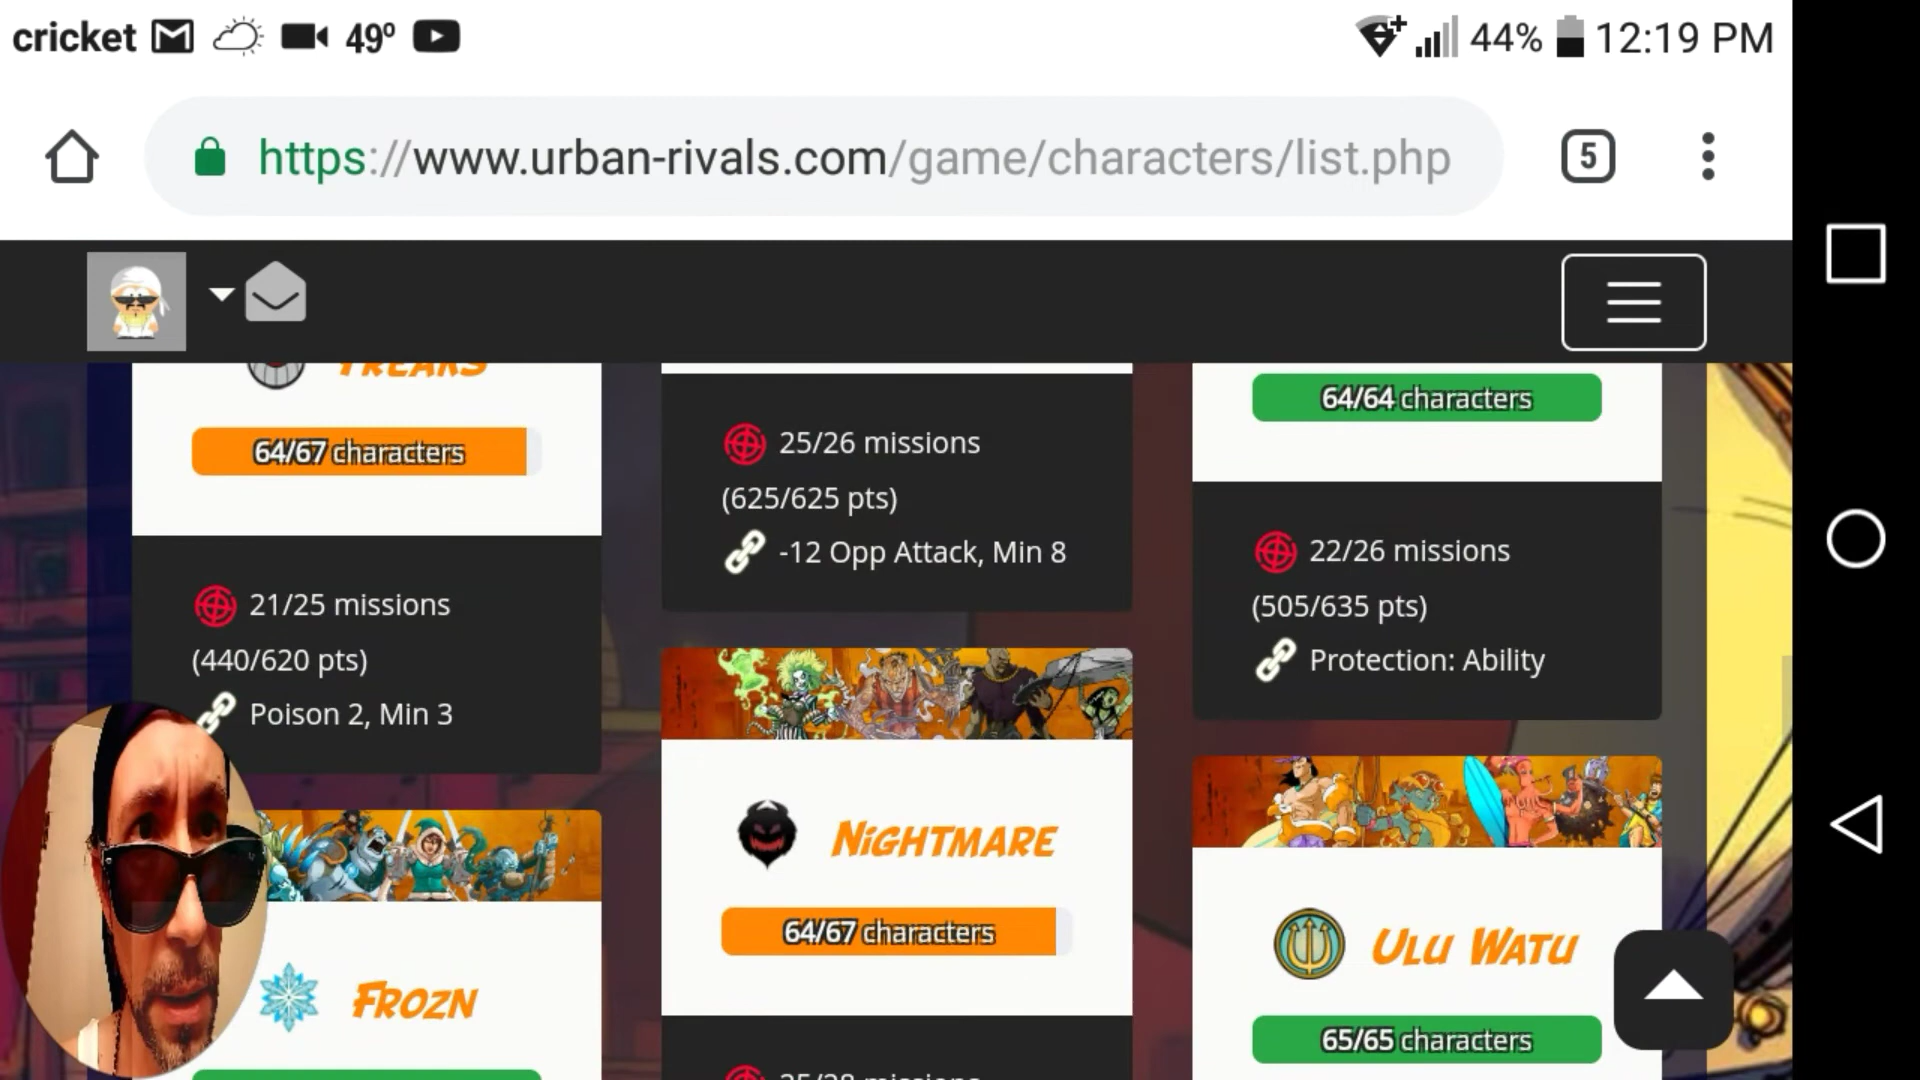 cricket 49° 44% 12:19 PM
https://www.urban-rivals.com/game/characters/list.php
5
FREAKS
64/67 characters
21/25 missions
(440/620 pts)
Poison 2, Min 3
FROZN
25/26 missions
(625/625 pts)
-12 Opp Attack, Min 8
NIGHTMARE
64/67 characters
64/64 characters
22/26 missions
(505/635 pts)
Protection: Ability
ULU WATU
65/65 characters